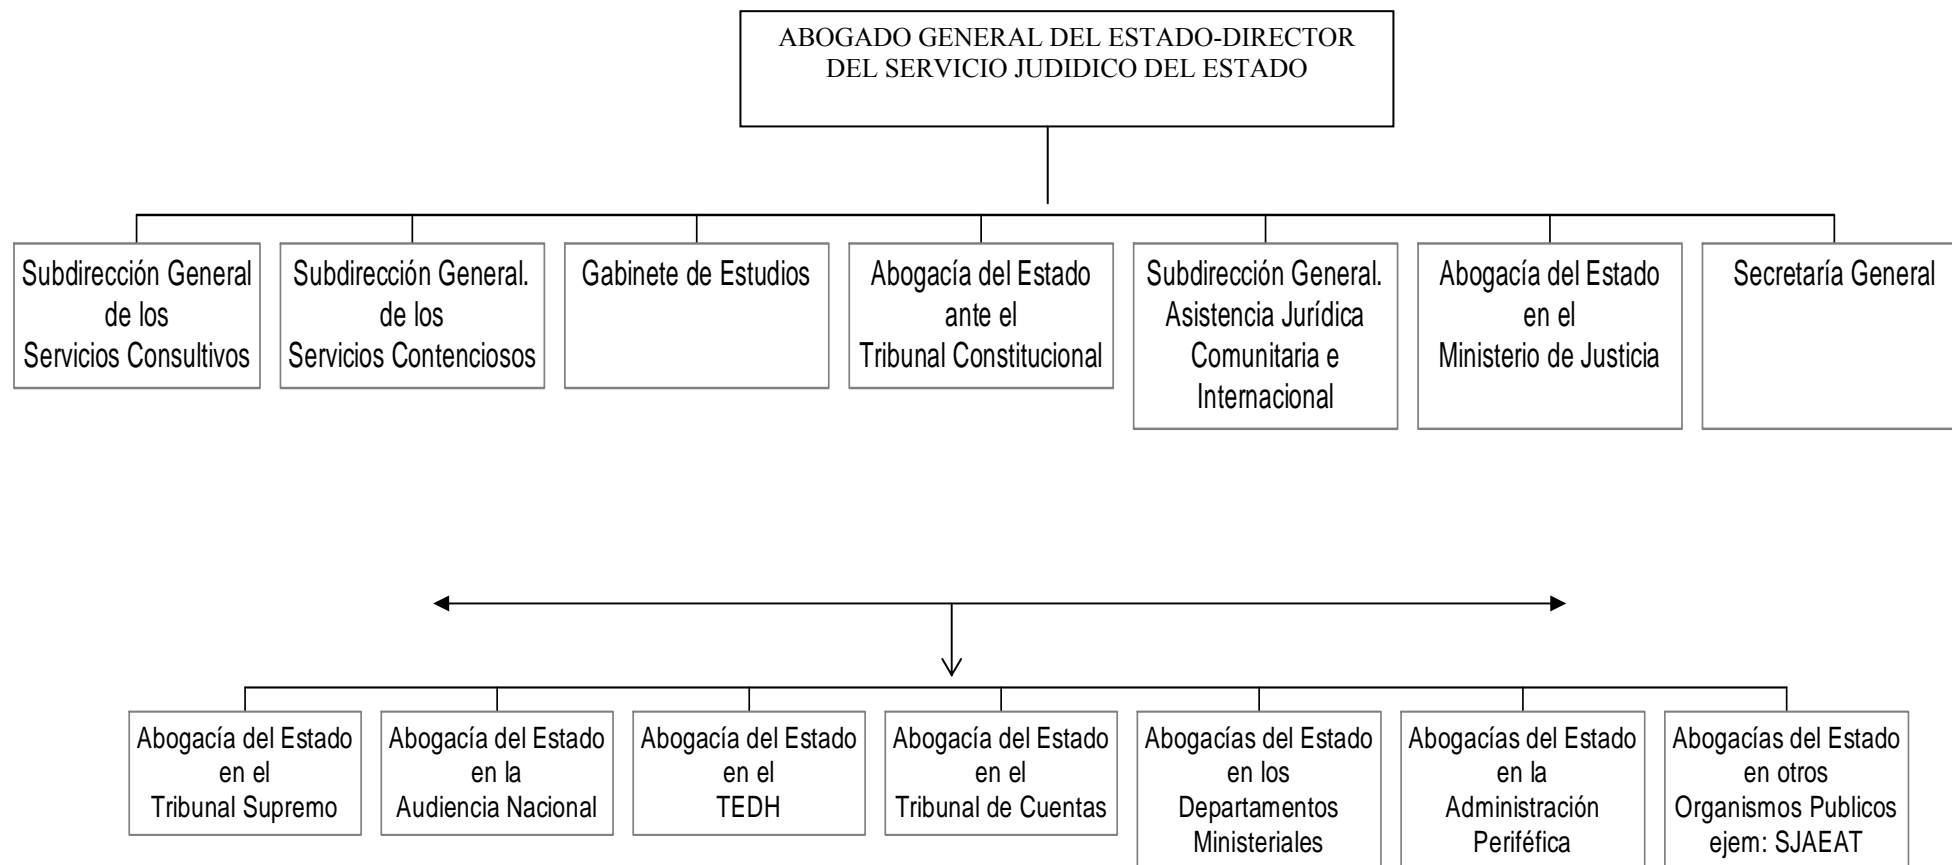 ABOGADO GENERAL DEL ESTADO-DIRECTOR
DEL SERVICIO JUDIDICO DEL ESTADO
Subdirección General
de los
Servicios Consultivos
Subdirección General.
de los
Servicios Contenciosos
Gabinete de Estudios
Abogacía del Estado
ante el
Tribunal Constitucional
Subdirección General.
Asistencia Jurídica
Comunitaria e
Internacional
Abogacía del Estado
en el
Ministerio de Justicia
Secretaría General
Abogacía del Estado
en el
Tribunal Supremo
Abogacía del Estado
en la
Audiencia Nacional
Abogacía del Estado
en el
TEDH
Abogacía del Estado
en el
Tribunal de Cuentas
Abogacías del Estado
en los
Departamentos
Ministeriales
Abogacías del Estado
en la
Administración
Periféfica
Abogacías del Estado
en otros
Organismos Publicos
ejem: SJAEAT